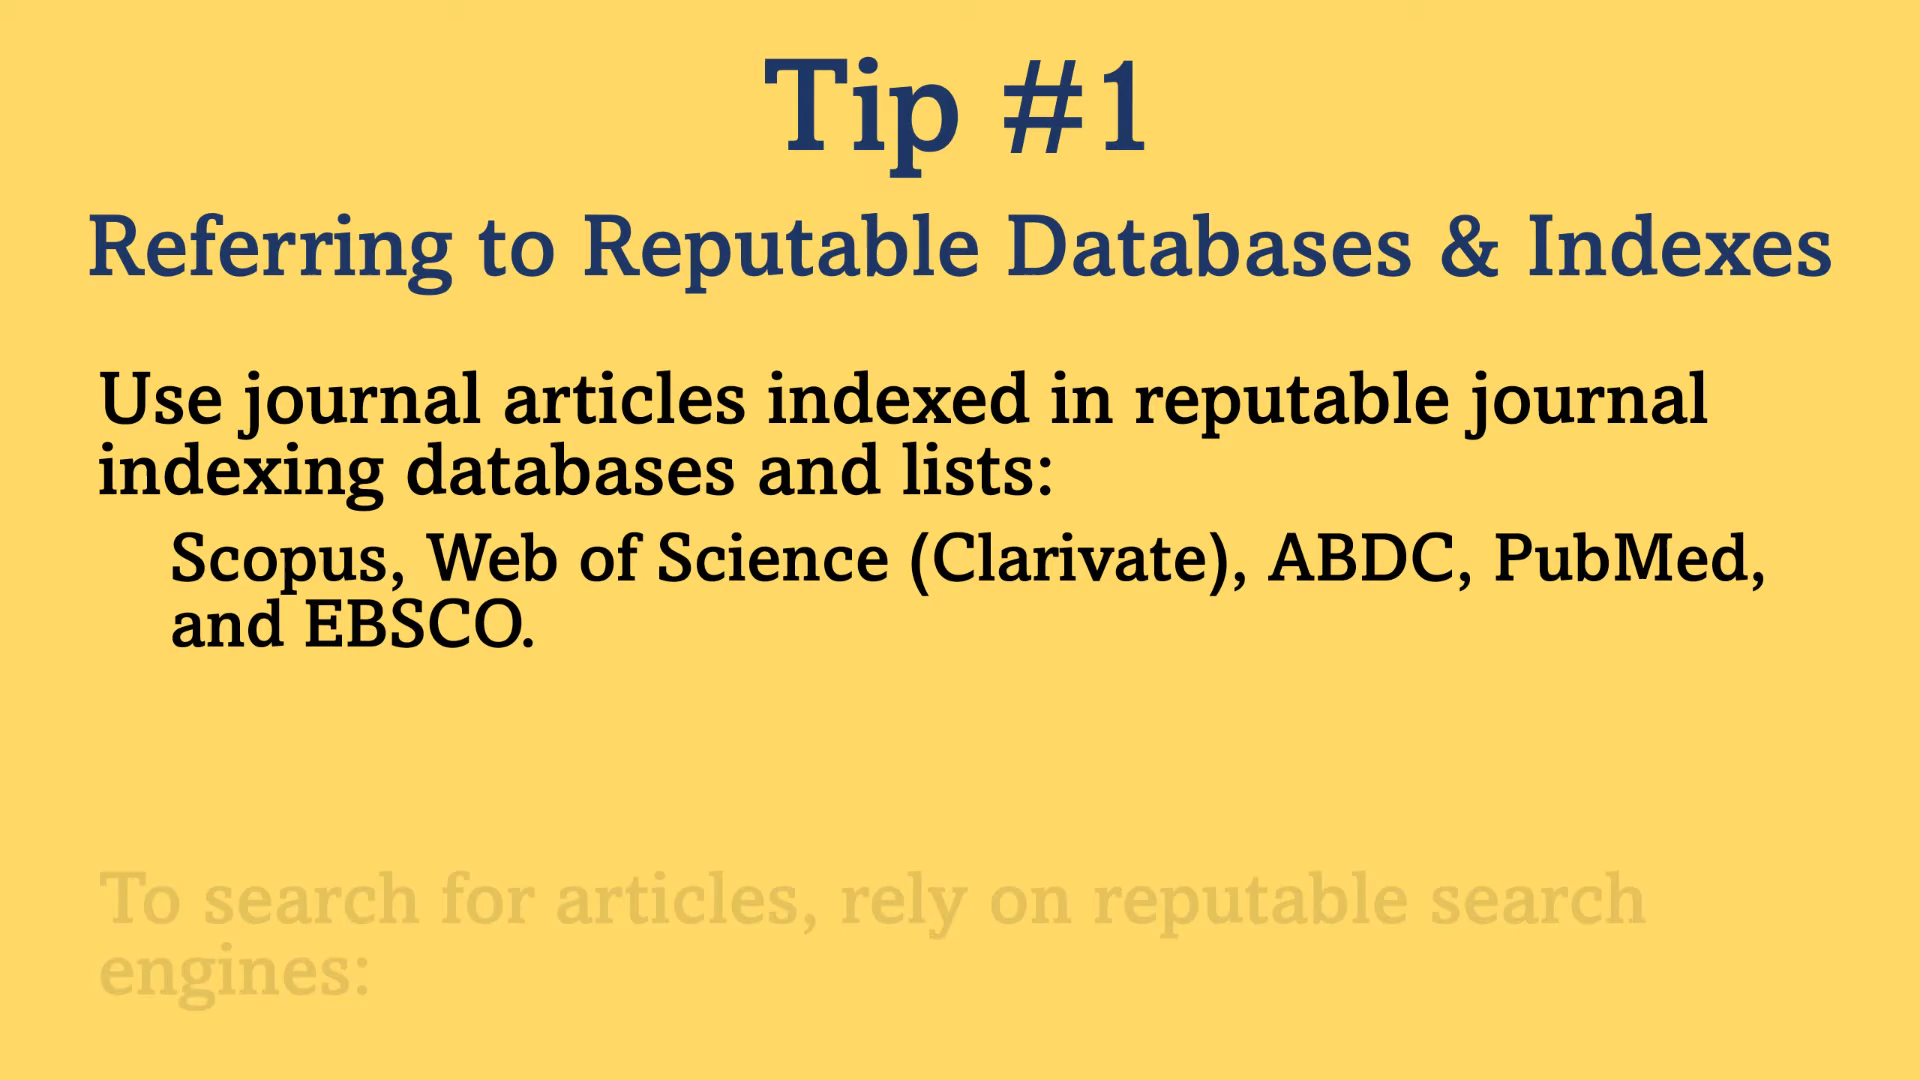 Tip #1
Referring to Reputable Databases & Indexes
Use journal articles indexed in reputable journal
indexing databases and lists:
Scopus, Web of Science (Clarivate), ABDC, PubMed,
and EBSCO.
To search for articles, rely on reputable search
engines: